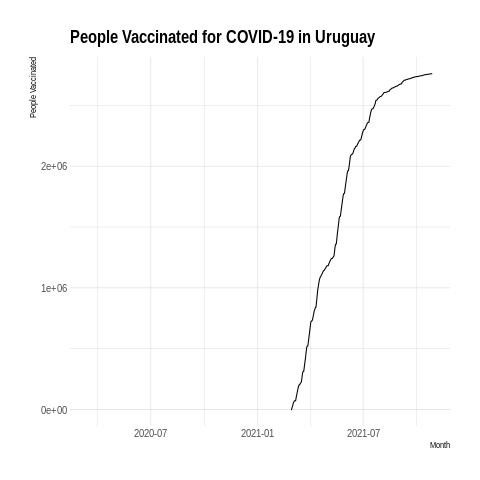 People Vaccinated for COVID-19 in Uruguay
People Vaccinated
2e+06
1e+06
0e+00
2020-07 2021-01 2021-07
Month